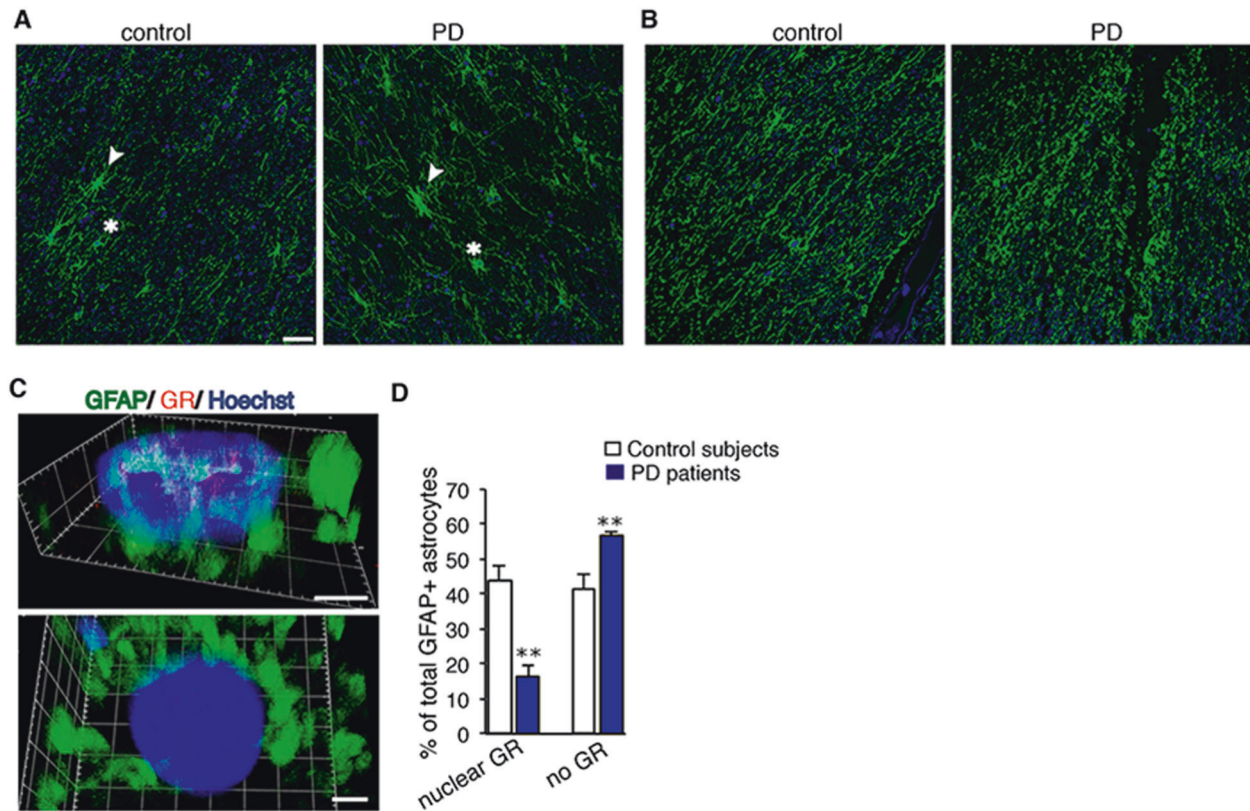 A
control
PD
B
control
PD
C
GFAP/ GR/ Hoechst
D
Control subjects
PD patients
% of total GFAP+ astrocytes
70
60
50
40
30
20
10
0
**
**
nuclear GR
no GR